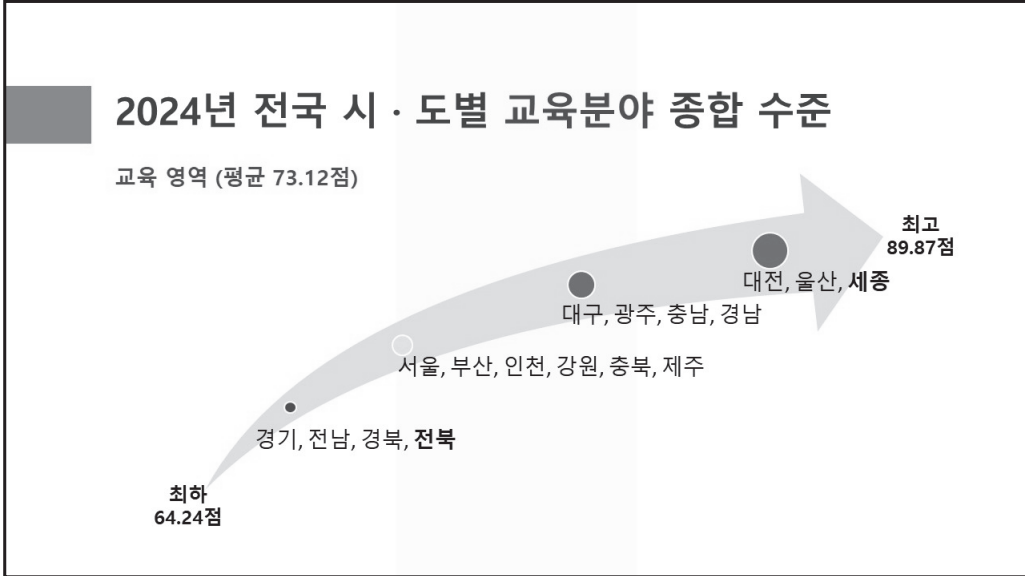 2024년 전국 시 · 도별 교육분야 종합 수준
교육 영역 (평균 73.12점)
최고
89.87점
대전, 울산, 세종
대구, 광주, 충남, 경남
서울, 부산, 인천, 강원, 충북, 제주
경기, 전남, 경북, 전북
최하
64.24점